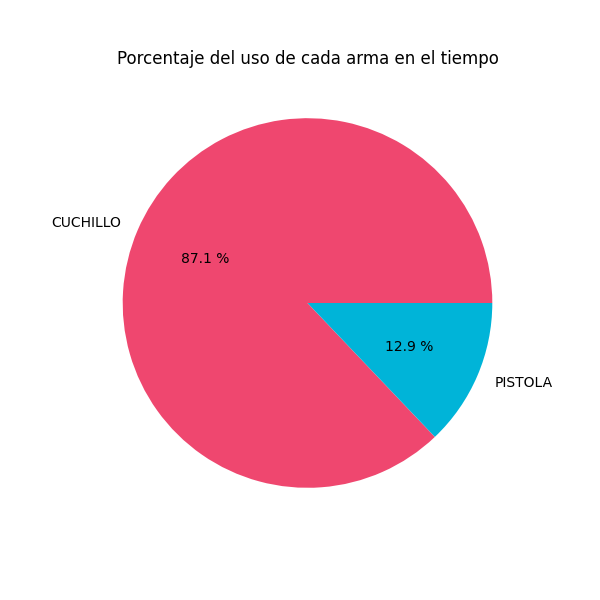 Porcentaje del uso de cada arma en el tiempo
CUCHILLO
87.1 %
12.9 %
PISTOLA